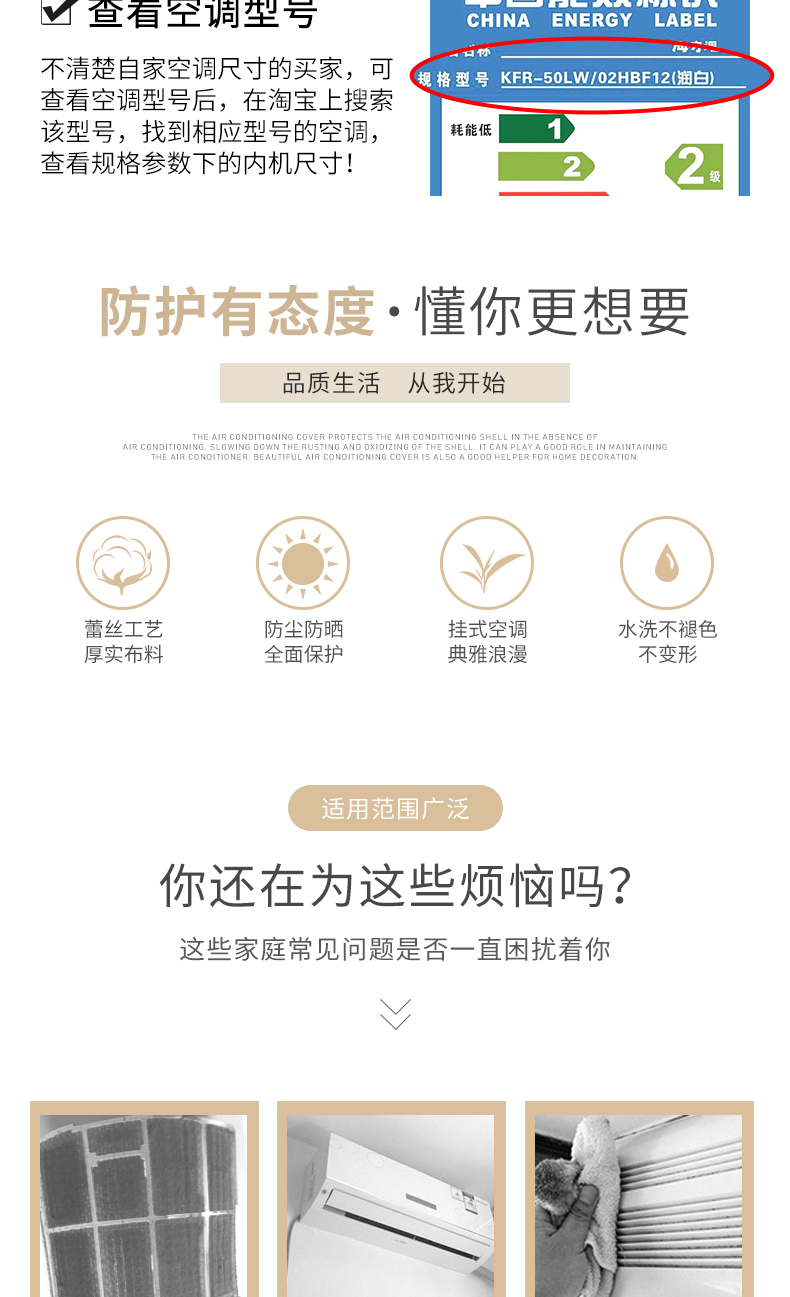 查看空调型号
不清楚自家空调尺寸的买家，可
查看空调型号后，在淘宝上搜索
该型号，找到相应型号的空调，
查看规格参数下的内机尺寸！
CHINA ENERGY LABEL
规格型号 KFR-50LW/02HBF12(润白)
耗能低 1
2
2级
防护有态度·懂你更想要
品质生活 从我开始
THE AIR CONDITIONING COVER PROTECTS THE AIR CONDITIONING SHELL IN THE ABSENCE OF
AIR CONDITIONING, SLOWING DOWN THE RUSTING AND OXIDIZING OF THE SHELL. IT CAN PLAY A GOOD ROLE IN MAINTAINING
THE AIR CONDITIONER. BEAUTIFUL AIR CONDITIONING COVER IS ALSO A GOOD HELPER FOR HOME DECORATION.
蕾丝工艺
厚实布料
防尘防晒
全面保护
挂式空调
典雅浪漫
水洗不褪色
不变形
适用范围广泛
你还在为这些烦恼吗？
这些家庭常见问题是否一直困扰着你